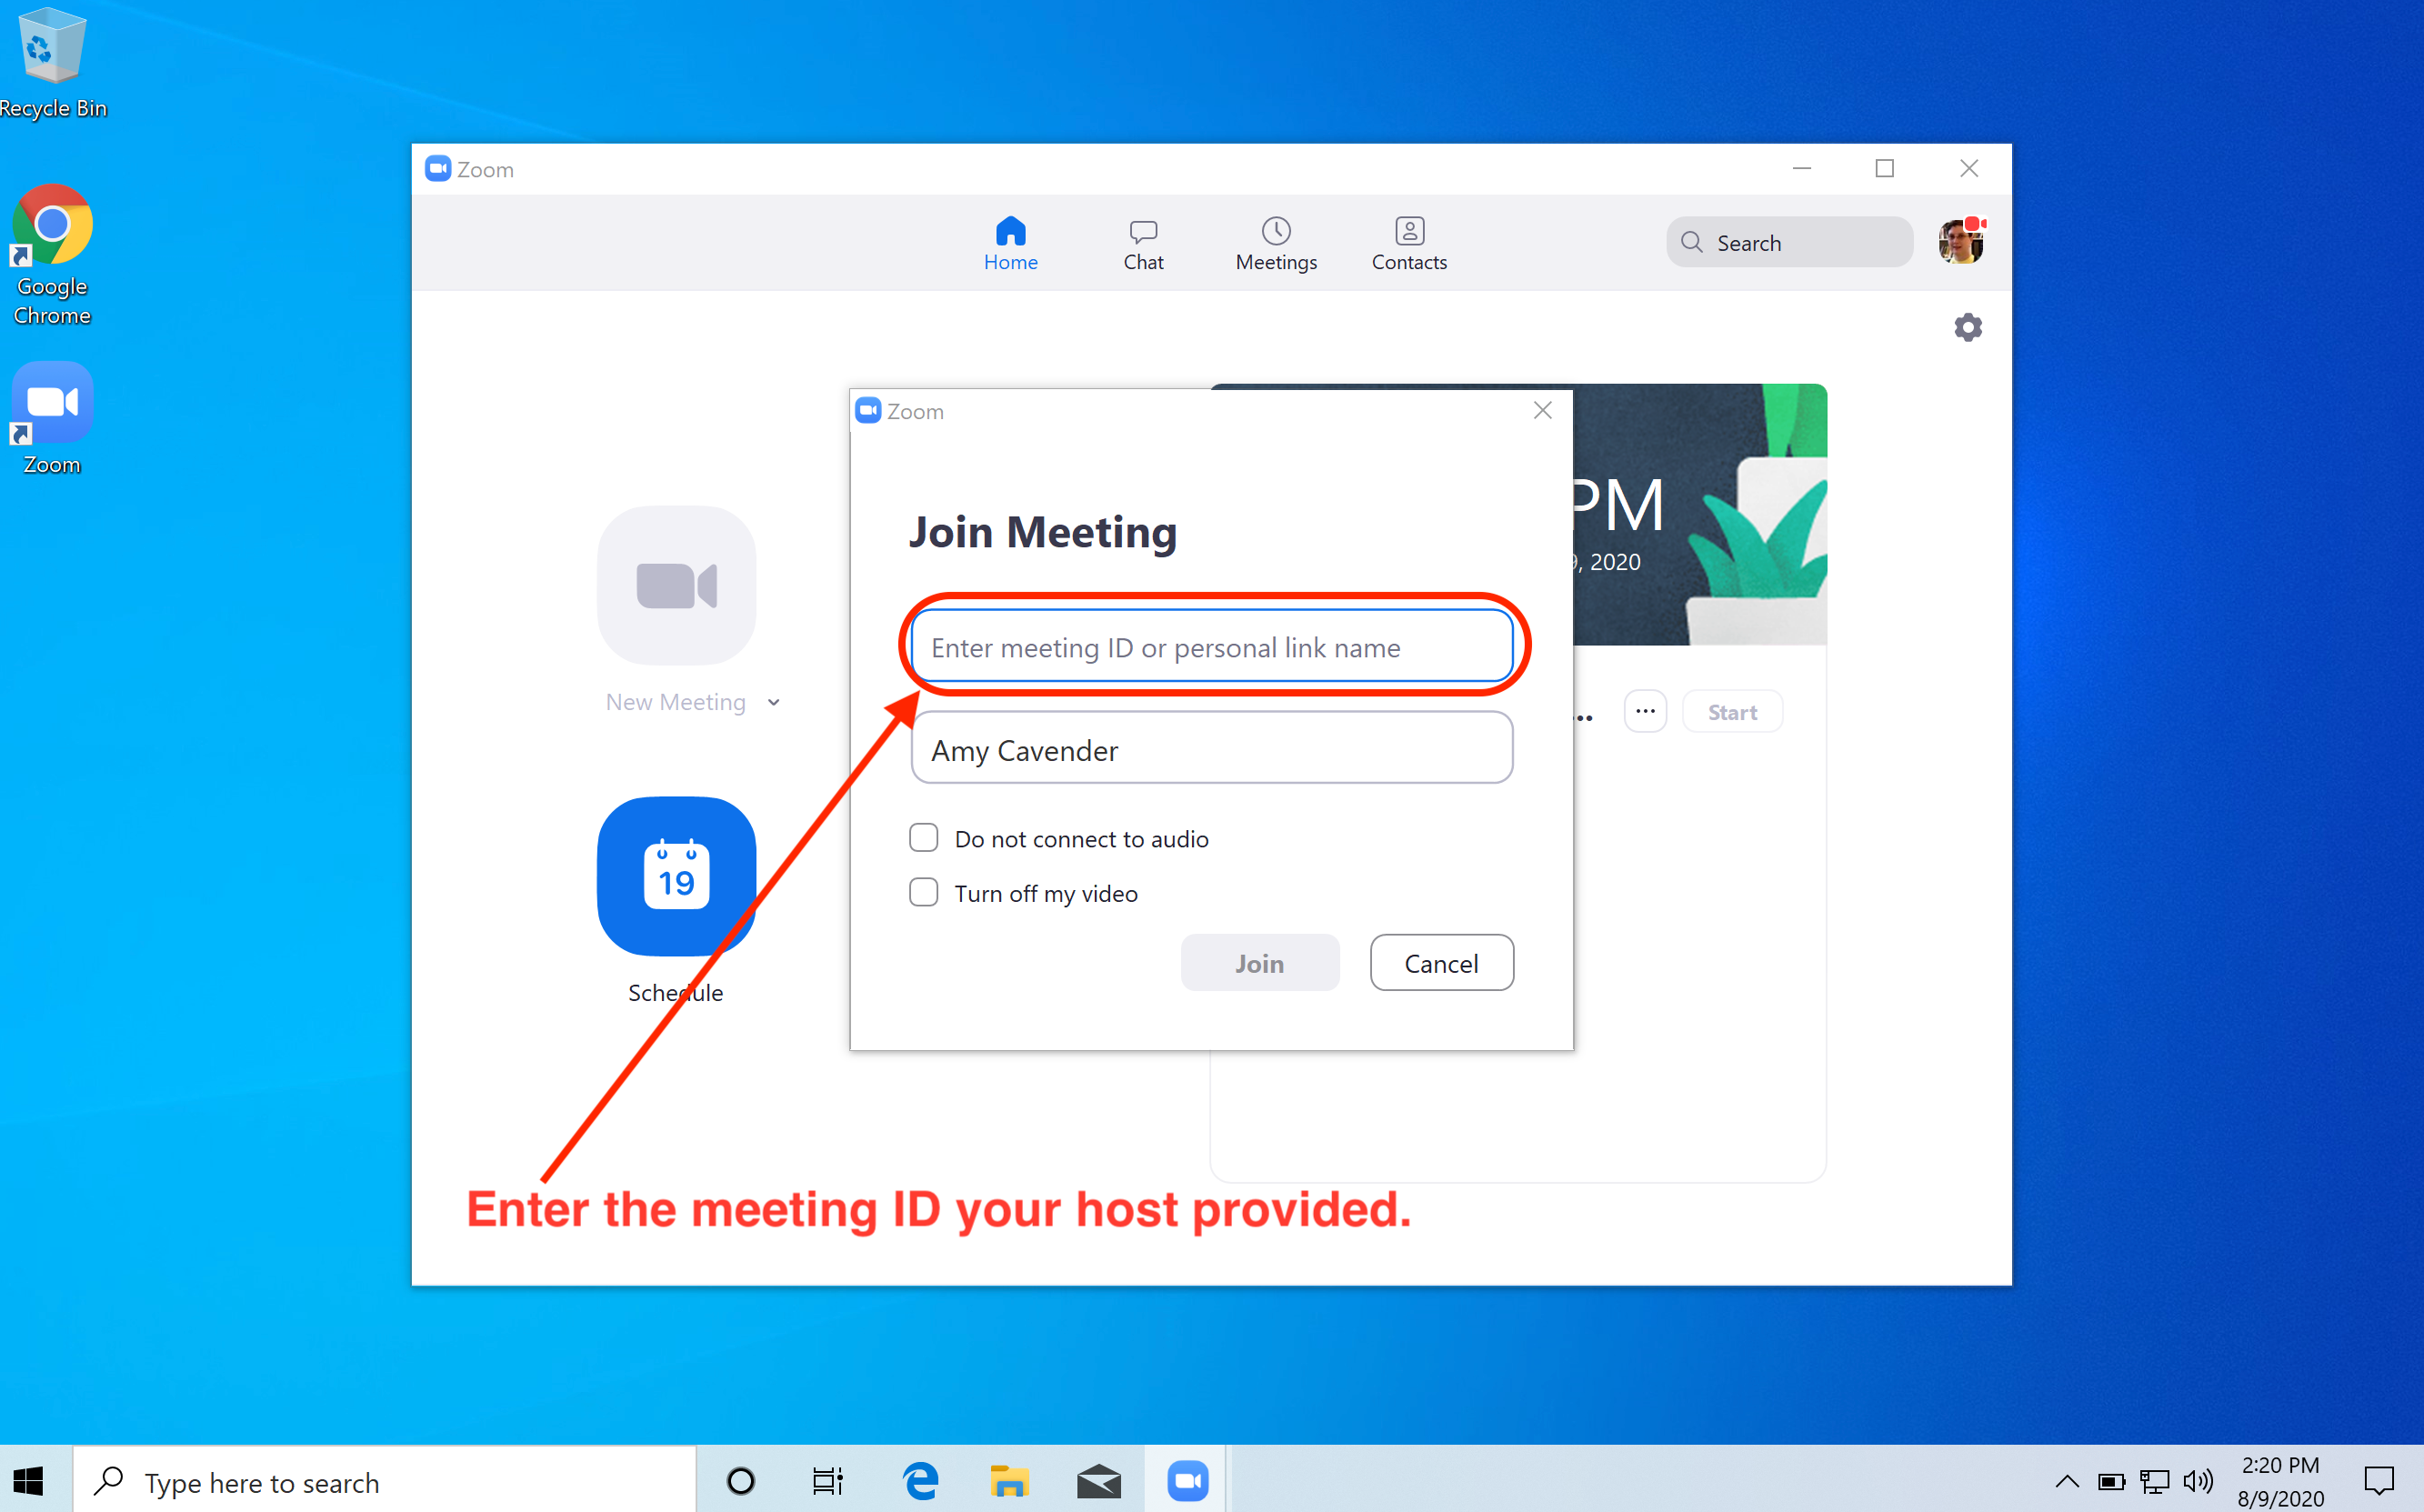 Recycle Bin
Google
Chrome
Zoom
Zoom
Home
Chat
Meetings
Contacts
Search
Zoom
PM
9, 2020
Join Meeting
Enter meeting ID or personal link name
New Meeting
...
Start
Amy Cavender
Do not connect to audio
19
Turn off my video
Join
Cancel
Schedule
Enter the meeting ID your host provided.
Type here to search
2:20 PM
8/9/2020